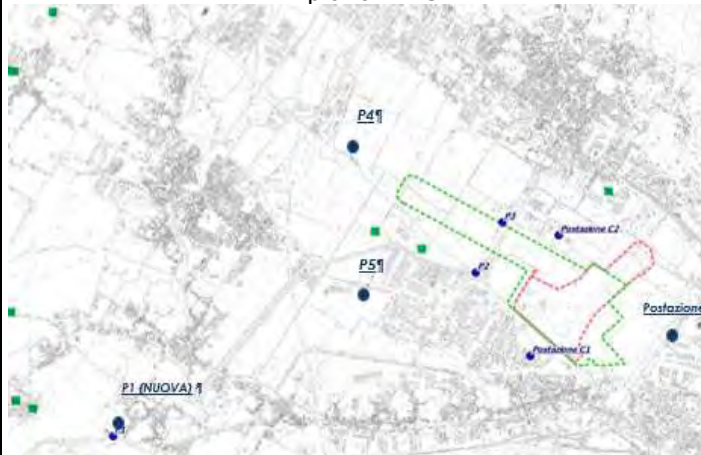 P4¶
P3
Postazione C2
P2
P5¶
Postazione
Postazione C1
P1 (NUOVA) ¶